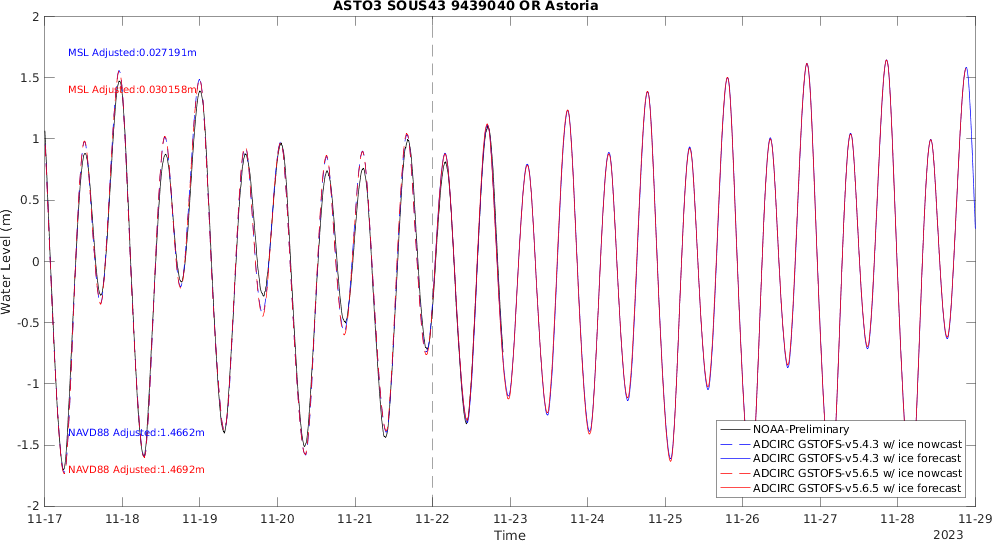 ASTO3 SOUS43 9439040 OR Astoria
2
1.5
1
0.5
0
-0.5
-1
-1.5
-2
Water Level (m)
MSL Adjusted:0.027191m
MSL Adjusted:0.030158m
NAVD88 Adjusted:1.4662m
NAVD88 Adjusted:1.4692m
NOAA-Preliminary
ADCIRC GSTOFS-v5.4.3 w/ ice nowcast
ADCIRC GSTOFS-v5.4.3 w/ ice forecast
ADCIRC GSTOFS-v5.6.5 w/ ice nowcast
ADCIRC GSTOFS-v5.6.5 w/ ice forecast
11-17 11-18 11-19 11-20 11-21 11-22 11-23 11-24 11-25 11-26 11-27 11-28 11-29
Time
2023